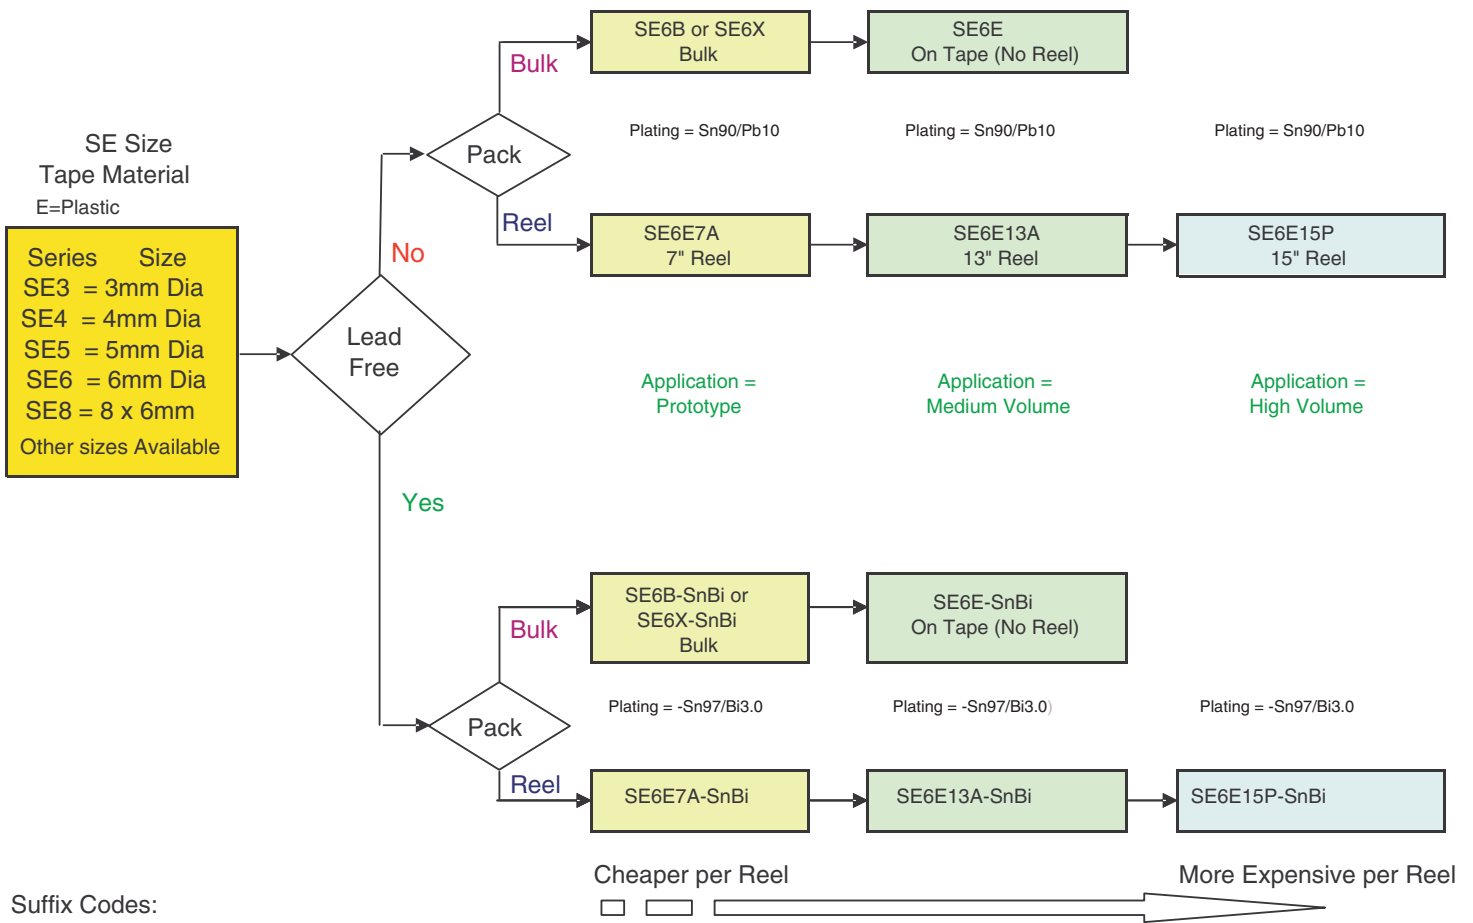 SE6B or SE6X
Bulk
SE6E
On Tape (No Reel)
Bulk
Plating = Sn90/Pb10
Plating = Sn90/Pb10
Plating = Sn90/Pb10
SE Size
Tape Material
E=Plastic
Pack
Reel
SE6E7A
7" Reel
SE6E13A
13" Reel
SE6E15P
15" Reel
No
Series Size
SE3 = 3mm Dia
SE4 = 4mm Dia
SE5 = 5mm Dia
SE6 = 6mm Dia
SE8 = 8 x 6mm
Other sizes Available
Lead
Free
Application =
Prototype
Application =
Medium Volume
Application =
High Volume
Yes
Bulk
SE6B-SnBi or
SE6X-SnBi
Bulk
SE6E-SnBi
On Tape (No Reel)
Pack
Plating = -Sn97/Bi3.0
Plating = -Sn97/Bi3.0)
Plating = -Sn97/Bi3.0
Reel
SE6E7A-SnBi
SE6E13A-SnBi
SE6E15P-SnBi
Cheaper per Reel
More Expensive per Reel
Suffix Codes: